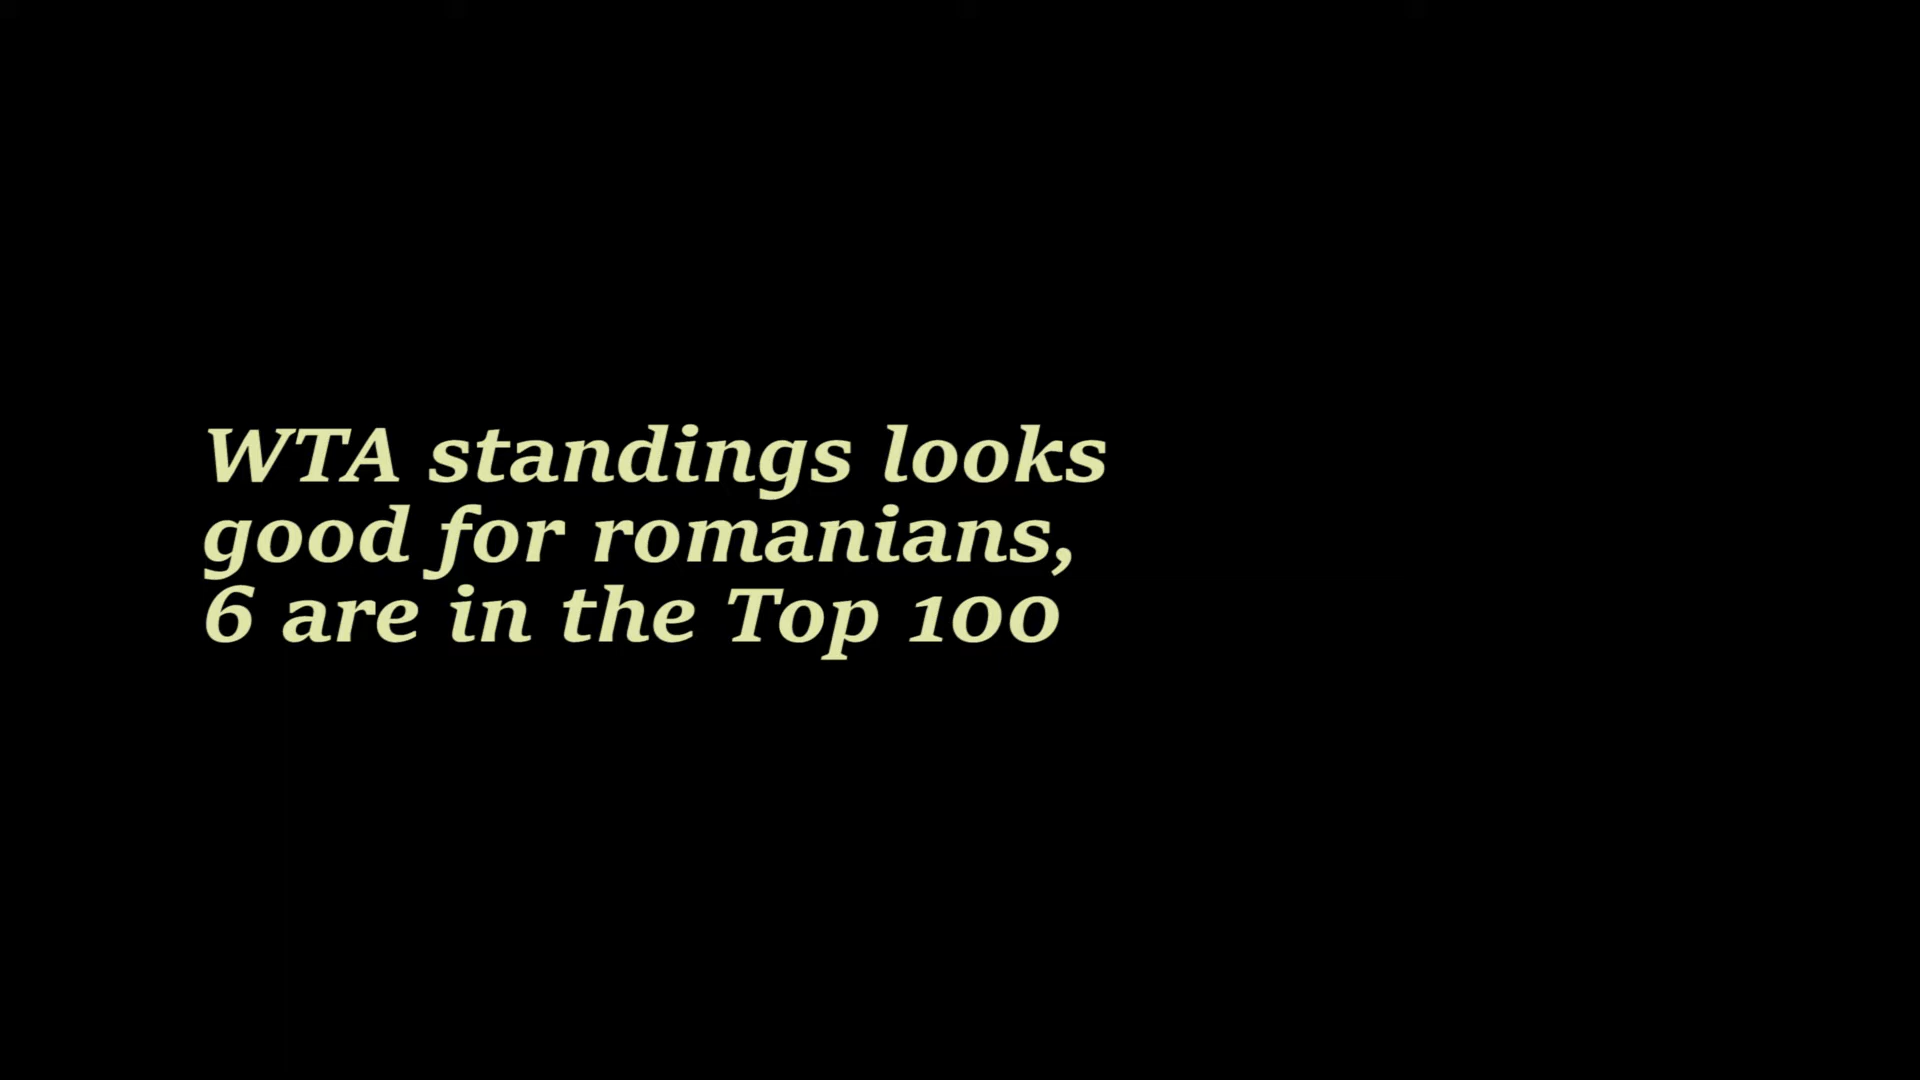 WTA standings looks
good for romanians,
6 are in the Top 100